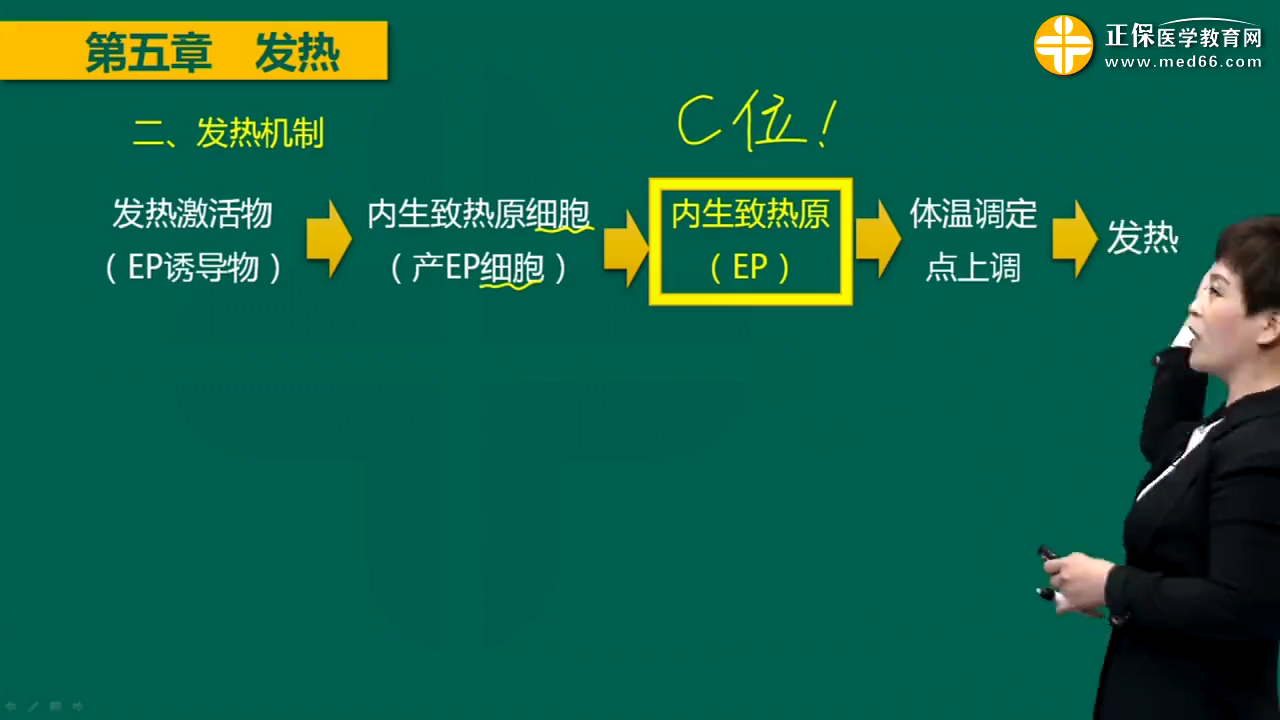 第五章 发热
正保医学教育网
www.med66.com
二、发热机制
C位!
发热激活物
（EP诱导物）
内生致热原细胞
（产EP细胞）
内生致热原
（EP）
体温调定
点上调
发热